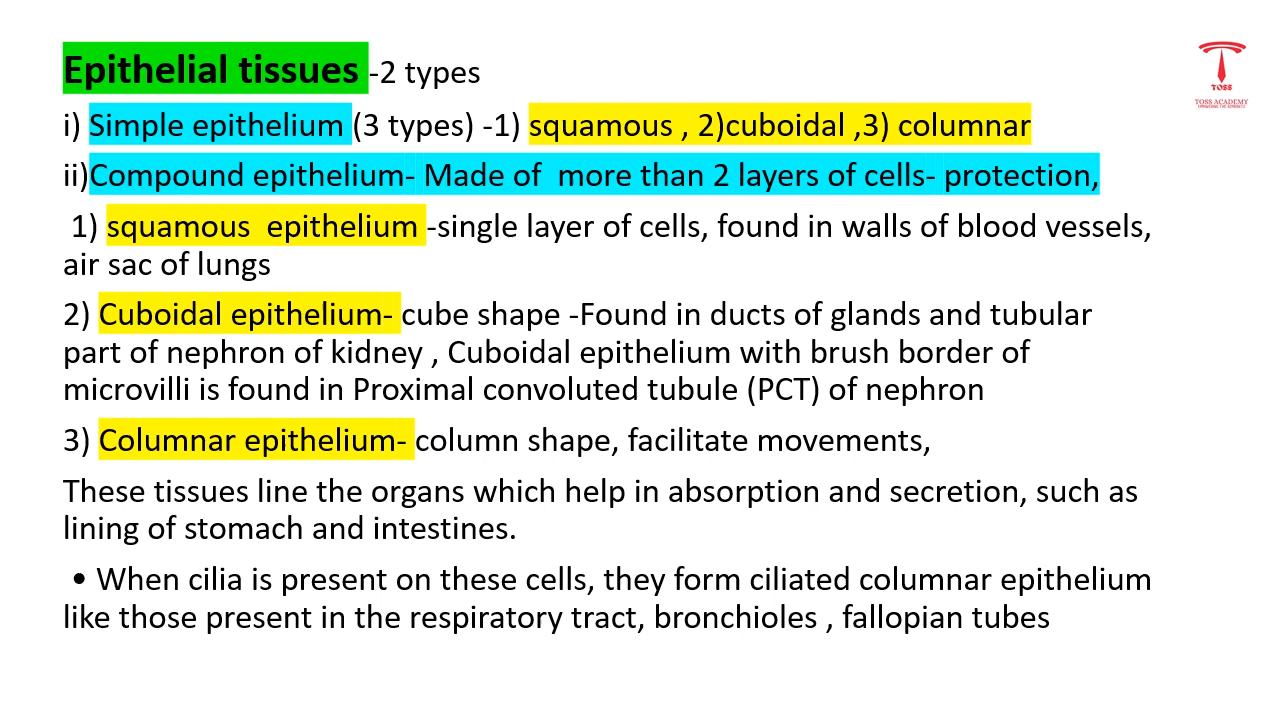 Epithelial tissues -2 types
i) Simple epithelium (3 types) -1) squamous , 2)cuboidal ,3) columnar
ii)Compound epithelium- Made of  more than 2 layers of cells- protection,
1) squamous  epithelium -single layer of cells, found in walls of blood vessels,
air sac of lungs
2) Cuboidal epithelium- cube shape -Found in ducts of glands and tubular
part of nephron of kidney , Cuboidal epithelium with brush border of
microvilli is found in Proximal convoluted tubule (PCT) of nephron
3) Columnar epithelium- column shape, facilitate movements,
These tissues line the organs which help in absorption and secretion, such as
lining of stomach and intestines.
• When cilia is present on these cells, they form ciliated columnar epithelium
like those present in the respiratory tract, bronchioles , fallopian tubes
TOSS
TOSS ACADEMY